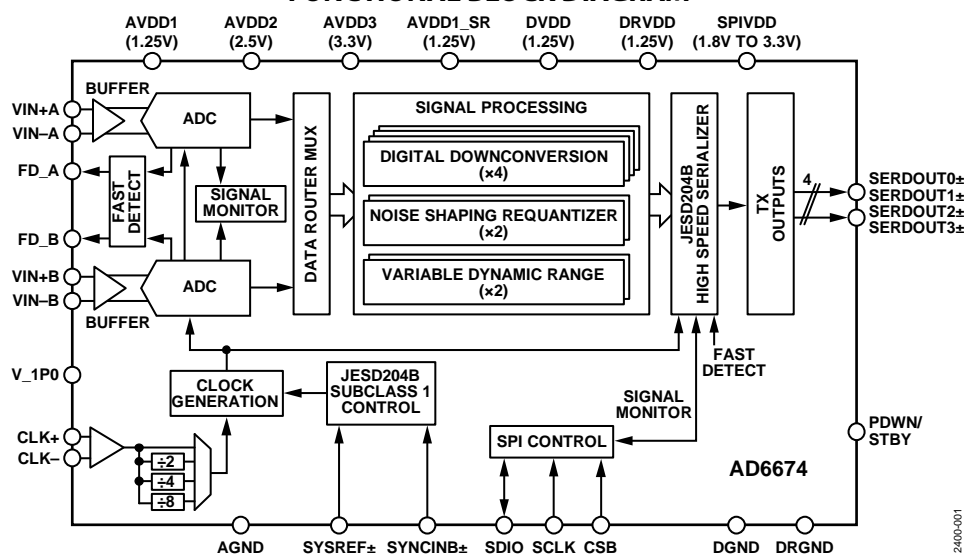 FUNCTIONAL BLOCK DIAGRAM
AVDD1
(1.25V)
AVDD2
(2.5V)
AVDD3
(3.3V)
AVDD1_SR
(1.25V)
DVDD
(1.25V)
DRVDD
(1.25V)
SPIVDD
(1.8V TO 3.3V)
BUFFER
VIN+A
VIN–A
ADC
FD_A
FAST
DETECT
SIGNAL
MONITOR
FD_B
VIN+B
VIN–B
ADC
BUFFER
DATA ROUTER MUX
SIGNAL PROCESSING
DIGITAL DOWNCONVERSION
(×4)
NOISE SHAPING REQUANTIZER
(×2)
VARIABLE DYNAMIC RANGE
(×2)
JESD204B
HIGH SPEED SERIALIZER
TX
OUTPUTS
4
SERDOUT0±
SERDOUT1±
SERDOUT2±
SERDOUT3±
FAST
DETECT
V_1P0
CLOCK
GENERATION
JESD204B
SUBCLASS 1
CONTROL
SIGNAL
MONITOR
CLK+
CLK–
÷2
÷4
÷8
SPI CONTROL
PDWN/
STBY
AD6674
AGND
SYSREF±
SYNCINB±
SDIO
SCLK
CSB
DGND
DRGND
2400-001